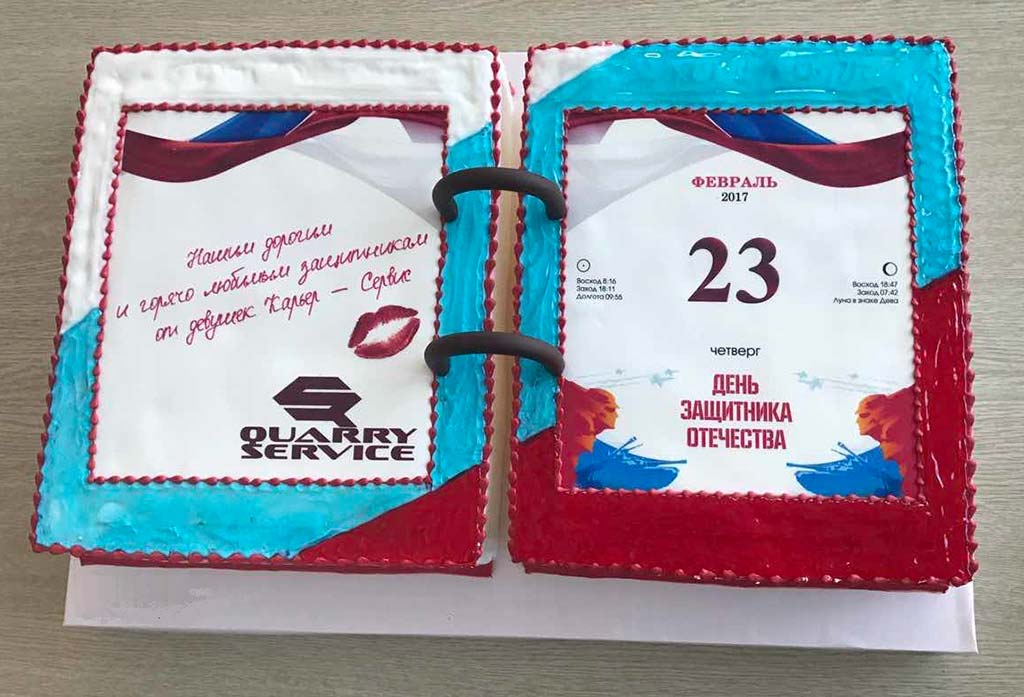 Нашим дорогим
и горячо любимым защитникам
от девушек Карьер – Сервис
QUARRY
SERVICE
ФЕВРАЛЬ
2017
23
Восход 8:16
Заход 18:11
Долгота 09:55
Восход 18:47
Заход 07:42
Луна в знаке Дева
четверг
ДЕНЬ
ЗАЩИТНИКА
ОТЕЧЕСТВА